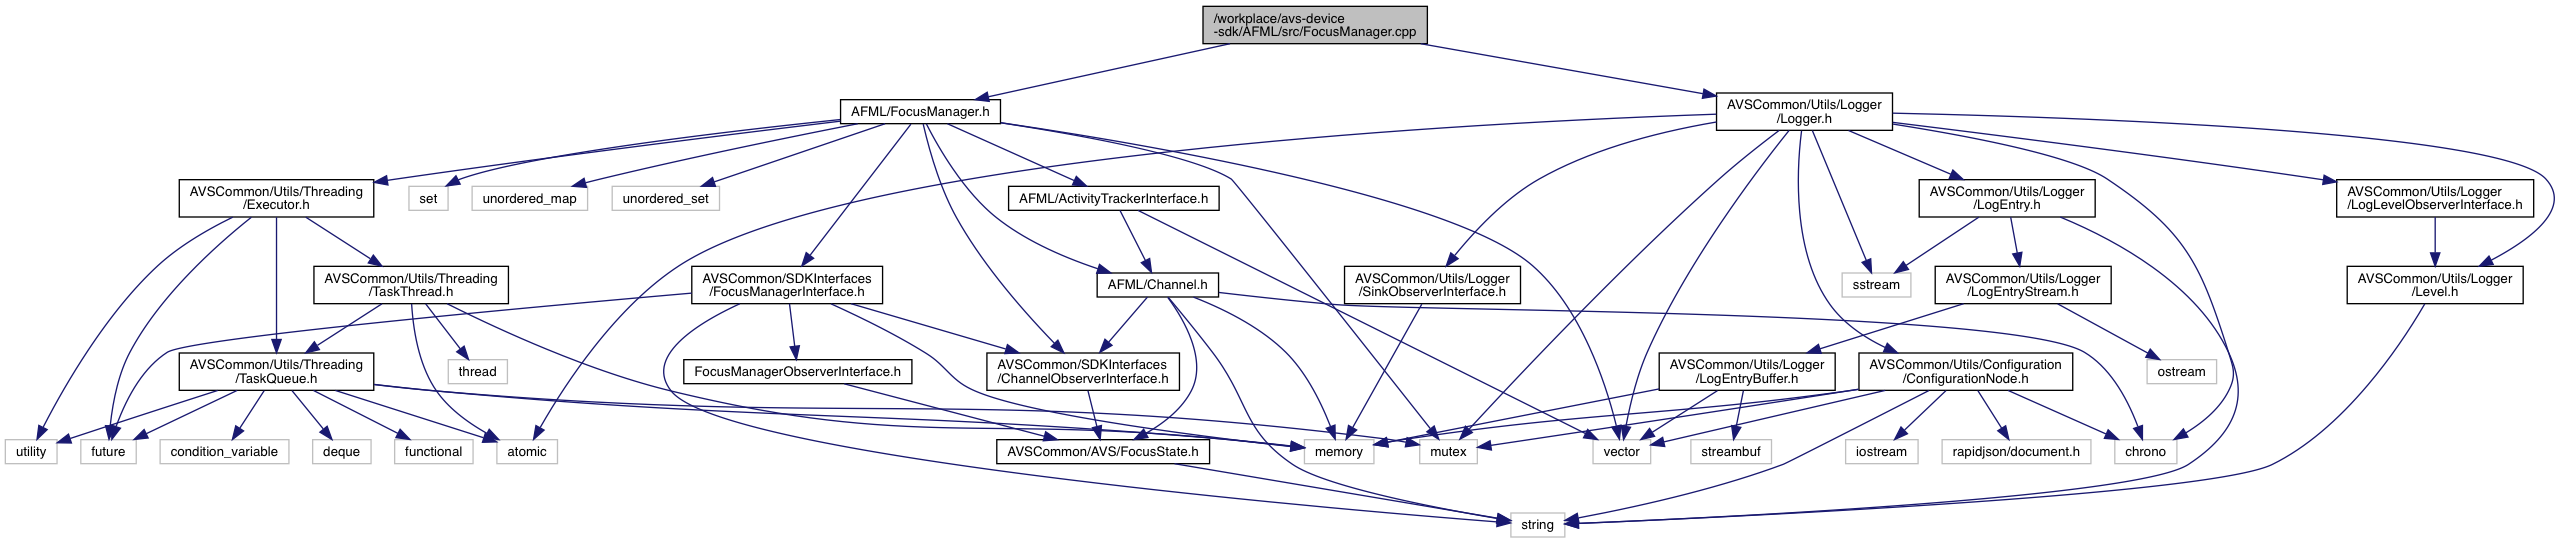 /workplace/avs-device
-sdk/AFML/src/FocusManager.cpp
AFML/FocusManager.h
AVSCommon/Utils/Logger
/Logger.h
AVSCommon/Utils/Threading
/Executor.h
set
unordered_map
unordered_set
AFML/ActivityTrackerInterface.h
AVSCommon/Utils/Logger
/LogEntry.h
AVSCommon/Utils/Logger
/LogLevelObserverInterface.h
AVSCommon/Utils/Threading
/TaskThread.h
AVSCommon/SDKInterfaces
/FocusManagerInterface.h
AFML/Channel.h
AVSCommon/Utils/Logger
/SinkObserverInterface.h
sstream
AVSCommon/Utils/Logger
/LogEntryStream.h
AVSCommon/Utils/Logger
/Level.h
AVSCommon/Utils/Threading
/TaskQueue.h
thread
FocusManagerObserverInterface.h
AVSCommon/SDKInterfaces
/ChannelObserverInterface.h
AVSCommon/Utils/Logger
/LogEntryBuffer.h
AVSCommon/Utils/Configuration
/ConfigurationNode.h
ostream
utility
future
condition_variable
deque
functional
atomic
AVSCommon/AVS/FocusState.h
memory
mutex
vector
streambuf
iostream
rapidjson/document.h
chrono
string